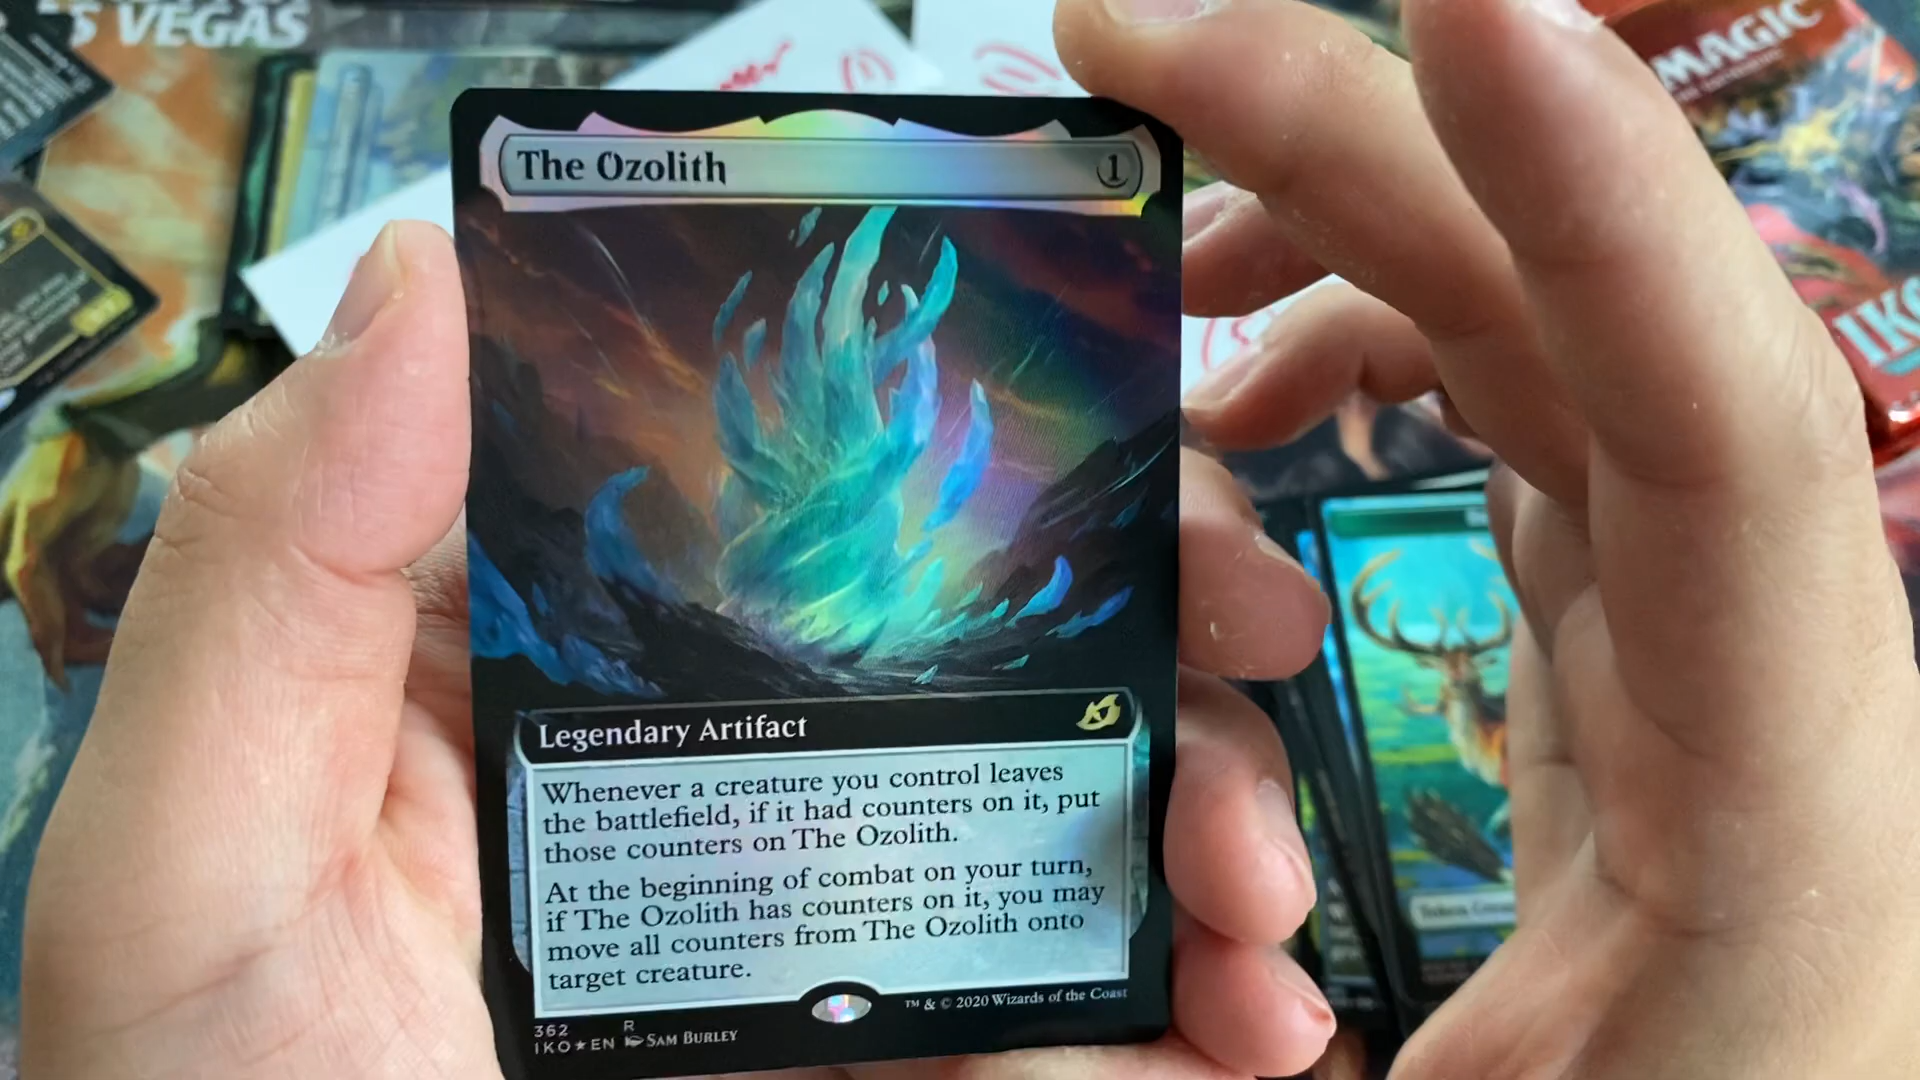 S VEGAS
MAGIC
The Ozolith
1
IKO
Legendary Artifact
Whenever a creature you control leaves
the battlefield, if it had counters on it, put
those counters on The Ozolith.
At the beginning of combat on your turn,
if The Ozolith has counters on it, you may
move all counters from The Ozolith onto
target creature.
™ & © 2020 Wizards of the Coast
362 R
IKO★EN SAM BURLEY